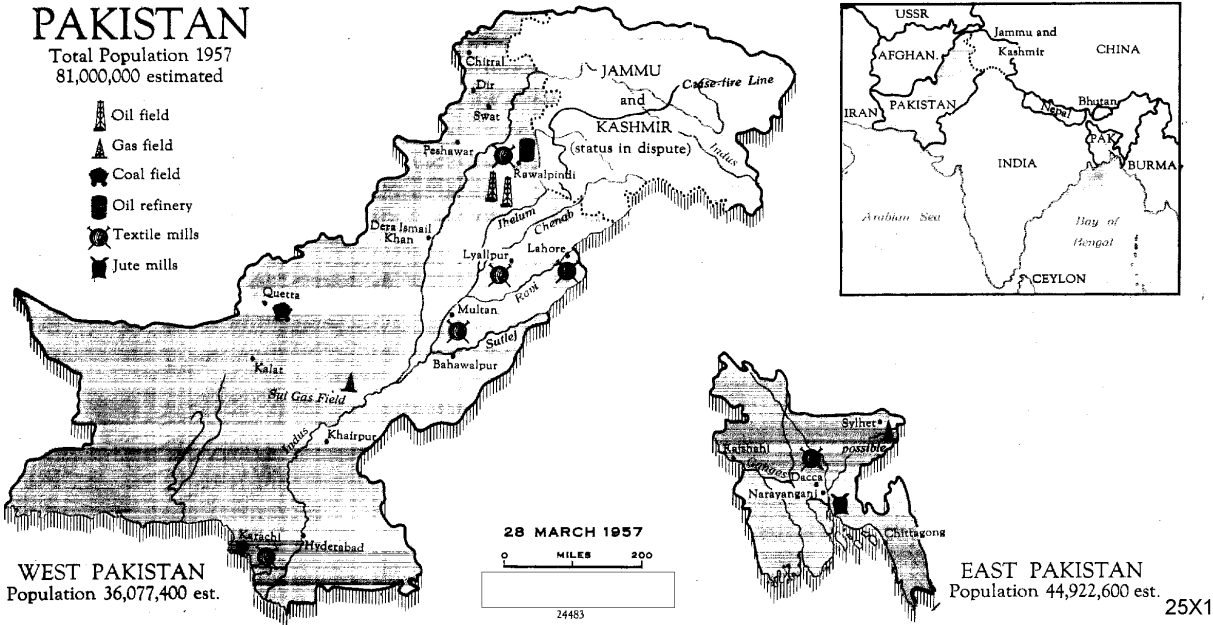 PAKISTAN
Total Population 1957
81,000,000 estimated
Oil field
Gas field
Coal field
Oil refinery
Textile mills
Jute mills
Chitral
Dir
Swat
Peshawar
Rawalpindi
JAMMU
and
KASHMIR
(status in dispute)
Cease-fire Line
Indus
Jhelum
Chenab
Dera Ismail
Khan
Lyallpur
Lahore
Ravi
Multan
Sutlej
Bahawalpur
Quetta
Kalat
Sui Gas Field
Indus
Khairpur
Karachi
Hyderabad
WEST PAKISTAN
Population 36,077,400 est.
28 MARCH 1957
0 MILES 200
24483
USSR
AFGHAN.
Jammu and
Kashmir
CHINA
IRAN
PAKISTAN
Nepal
Bhutan
PAK.
INDIA
BURMA
Arabian Sea
Bay of
Bengal
CEYLON
Sylhet
possible
Rajshahi
Ganges
Dacca
Narayanganj
Chittagong
EAST PAKISTAN
Population 44,922,600 est.
25X1